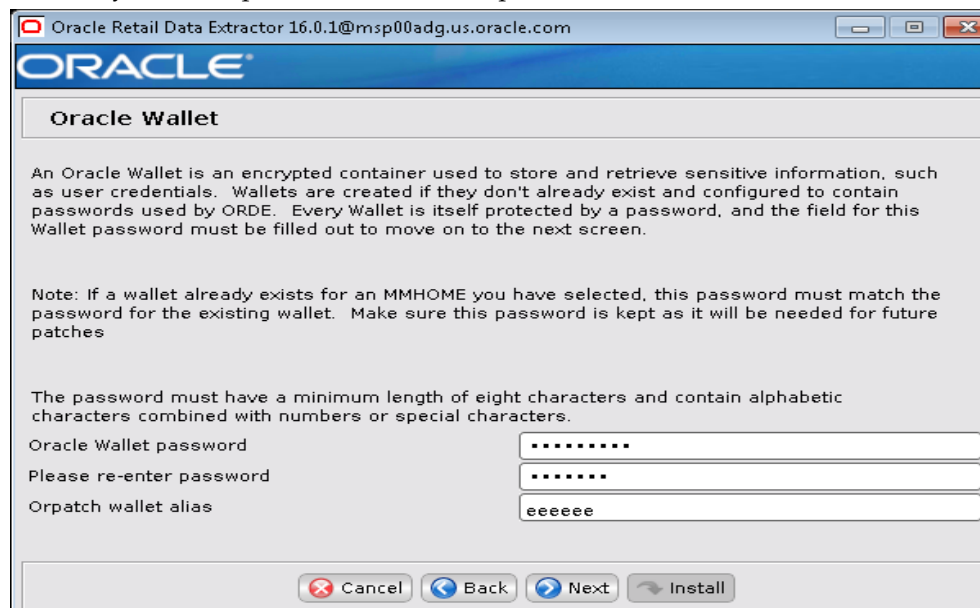 Oracle Retail Data Extractor 16.0.1@msp00adg.us.oracle.com
ORACLE®
Oracle Wallet
An Oracle Wallet is an encrypted container used to store and retrieve sensitive information, such
as user credentials.  Wallets are created if they don't already exist and configured to contain
passwords used by ORDE.  Every Wallet is itself protected by a password, and the field for this
Wallet password must be filled out to move on to the next screen.
Note: If a wallet already exists for an MMHOME you have selected, this password must match the
password for the existing wallet.  Make sure this password is kept as it will be needed for future
patches
The password must have a minimum length of eight characters and contain alphabetic
characters combined with numbers or special characters.
Oracle Wallet password
Please re-enter password
Orpatch wallet alias eeeeee
Cancel Back Next Install